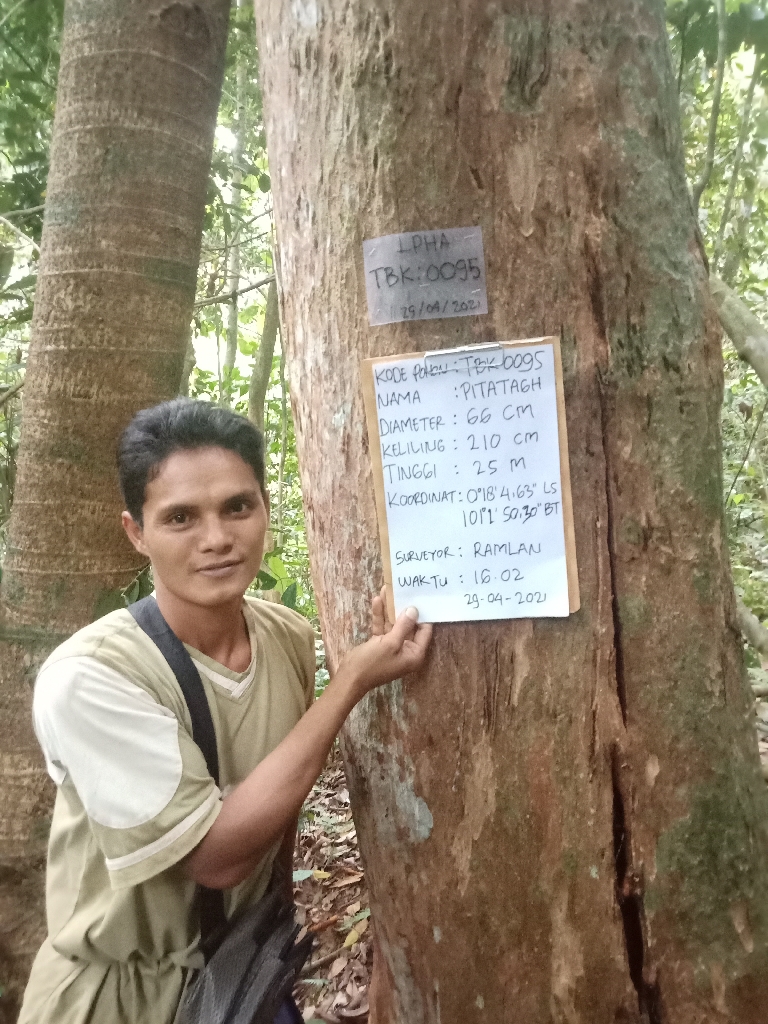 LPHA
TBK:0095
29/04/2021
KODE POHON : TBK 0095
NAMA : PITATAGH
DIAMETER : 66 CM
KELILING : 210 CM
TINGGI : 25 M
KOORDINAT : 0°18'4,63" LS
101°1' 50,30" BT
SURVEYOR : RAMLAN
WAKTU : 16.02
29-04-2021